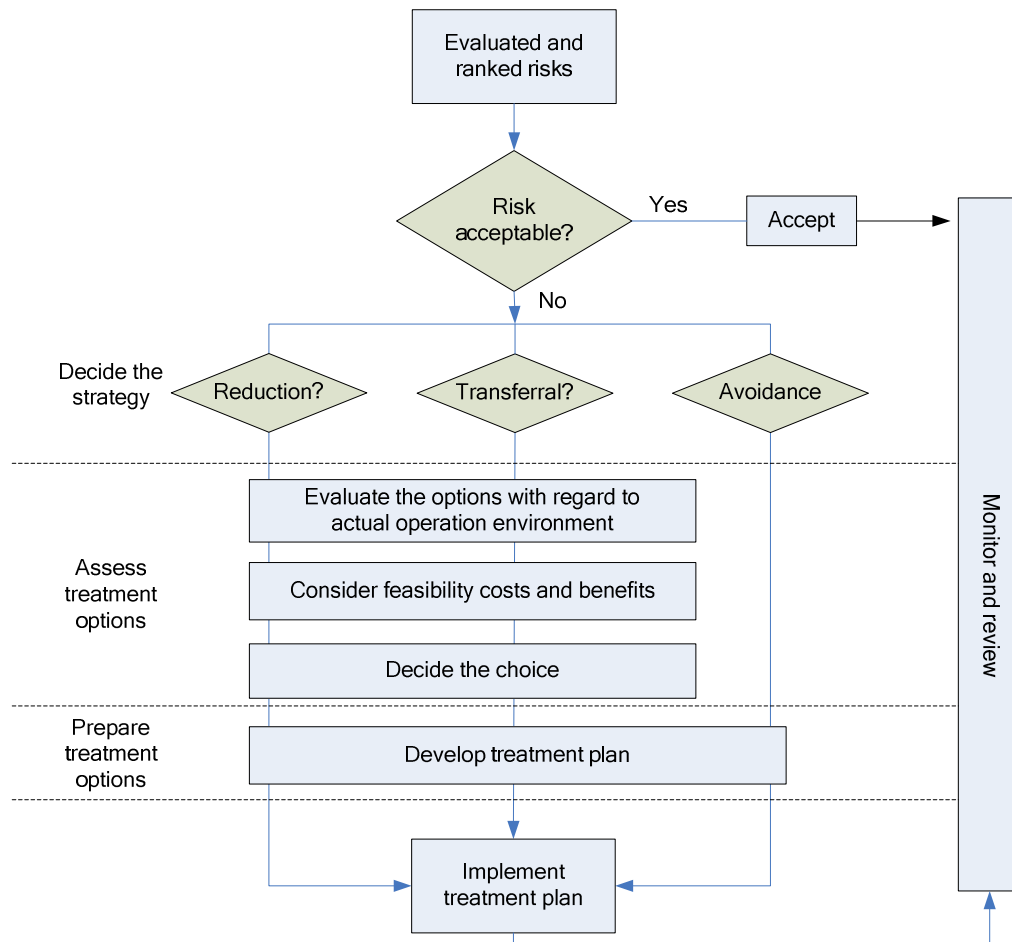 Evaluated and
ranked risks
Risk
acceptable?
Yes
Accept
No
Decide the
strategy
Reduction?
Transferral?
Avoidance
Evaluate the options with regard to
actual operation environment
Assess
treatment
options
Consider feasibility costs and benefits
Decide the choice
Prepare
treatment
options
Develop treatment plan
Implement
treatment plan
Monitor and review